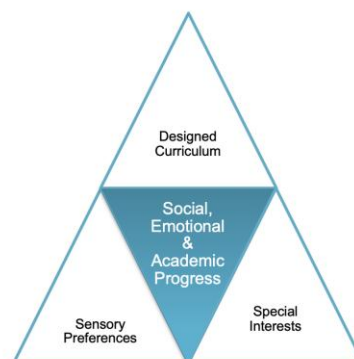 Designed
Curriculum
Social,
Emotional
&
Academic
Progress
Sensory
Preferences
Special
Interests